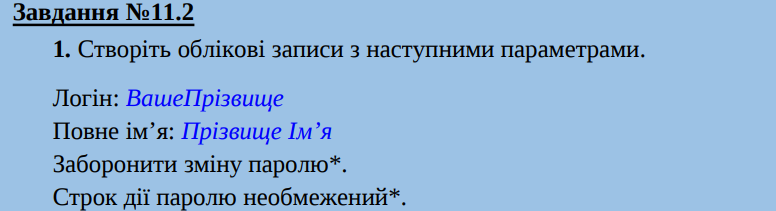 Завдання №11.2
1. Створіть облікові записи з наступними параметрами.
Логін: ВашеПрізвище
Повне ім’я: Прізвище Ім’я
Заборонити зміну паролю*.
Строк дії паролю необмежений*.